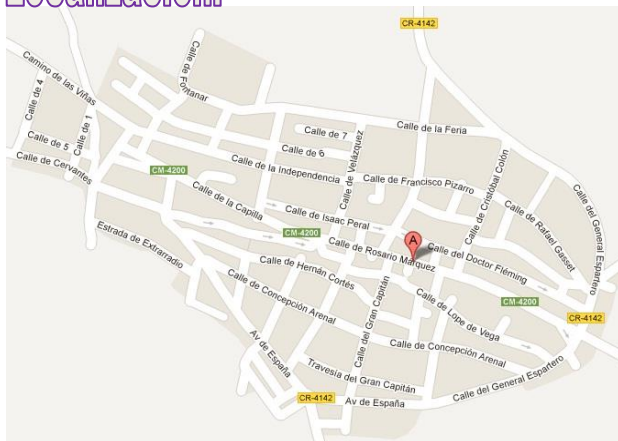 Localización:
CR-4142
Calle de Fontanar
Camino de las Viñas
Calle de 4
Calle de 1
Calle de 5
Calle de Cervantes
Calle de 7
Calle de la Feria
Calle de 6
Calle de Velázquez
CM-4200
Calle de la Independencia
Calle de Francisco Pizarro
Calle de Cristóbal Colón
Calle de la Capilla
Calle de Isaac Peral
Calle de Rafael Gasset
Calle del General Espartero
Estrada de Extrarradio
CM-4200
Calle de Rosario Márquez
A
Calle del Doctor Fléming
Calle de Hernán Cortés
Calle de Concepción Arenal
Calle del Gran Capitán
Calle de Lope de Vega
CM-4200
CR-4142
Av de España
Calle de Concepción Arenal
Travesía del Gran Capitán
CR-4142
Av de España
Calle del General Espartero